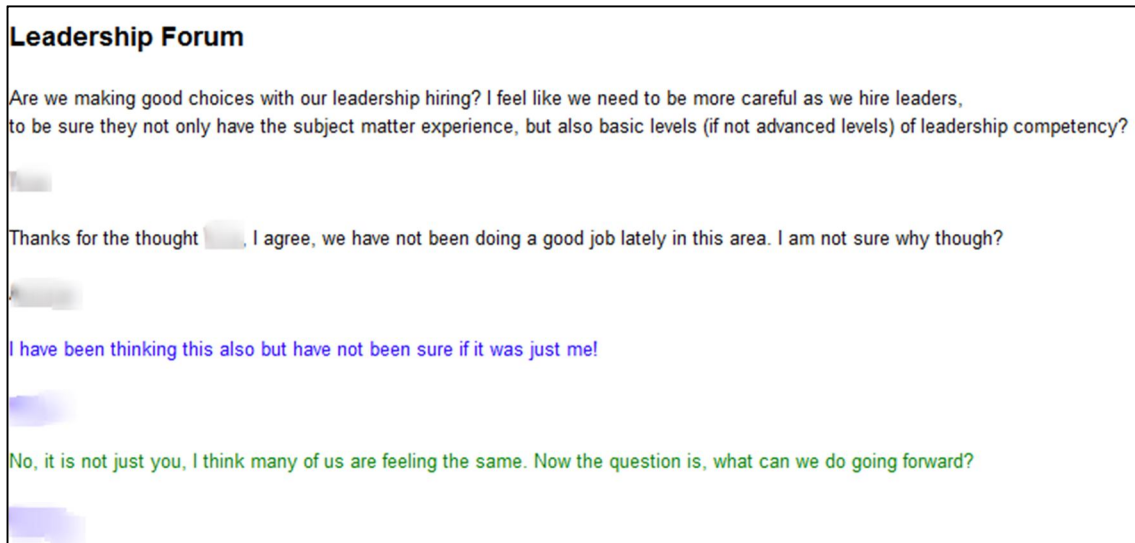 Leadership Forum
Are we making good choices with our leadership hiring? I feel like we need to be more careful as we hire leaders,
to be sure they not only have the subject matter experience, but also basic levels (if not advanced levels) of leadership competency?
Thanks for the thought , I agree, we have not been doing a good job lately in this area. I am not sure why though?
I have been thinking this also but have not been sure if it was just me!
No, it is not just you, I think many of us are feeling the same. Now the question is, what can we do going forward?